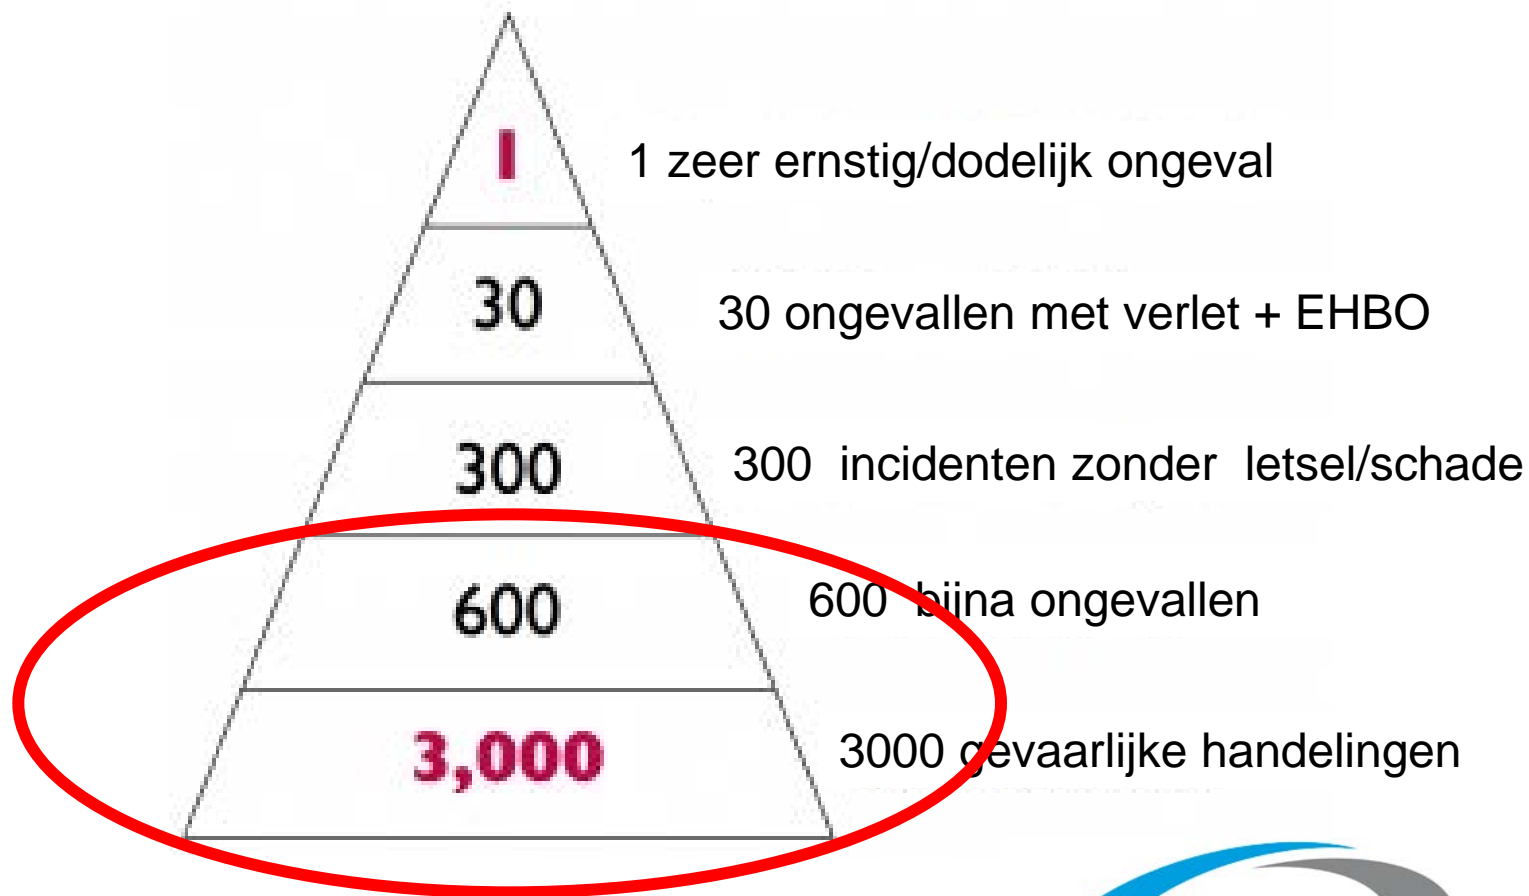 1
1 zeer ernstig/dodelijk ongeval
30
30 ongevallen met verlet + EHBO
300
300 incidenten zonder letsel/schade
600
600 bijna ongevallen
3,000
3000 gevaarlijke handelingen